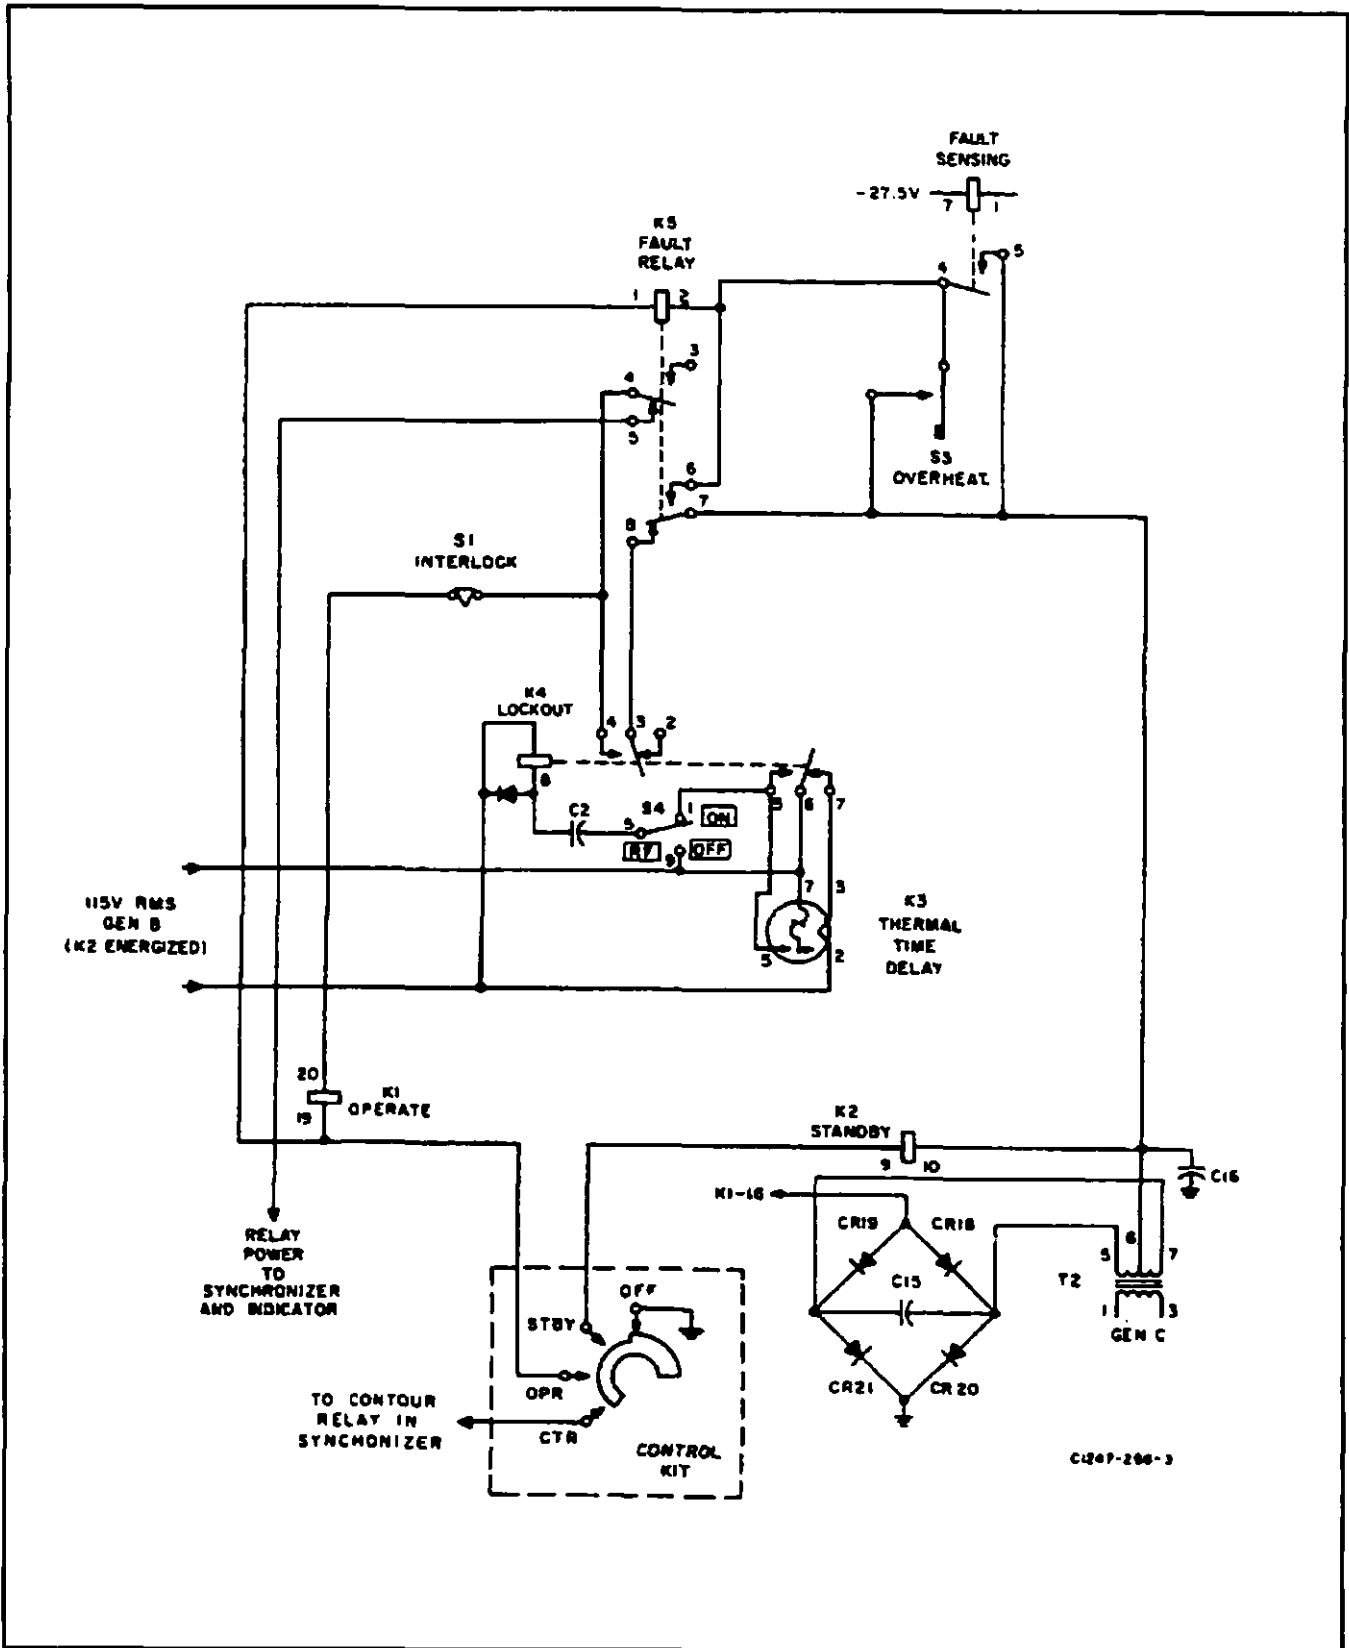 FAULT
SENSING
-27.5V
7
1
K5
FAULT
RELAY
1
2
4
5
3
4
5
S3
OVERHEAT
6
7
8
S1
INTERLOCK
K4
LOCKOUT
4
3
2
8
C2
S4
1
ON
5
6
7
5
RF
OFF
9
115V RMS
GEN B
(K2 ENERGIZED)
7
3
K3
THERMAL
TIME
DELAY
5
2
20
K1
OPERATE
19
K2
STANDBY
9
10
C16
K1-16
CR19
CR18
C15
CR21
CR20
5
6
7
T2
1
3
GEN C
RELAY
POWER
TO
SYNCHRONIZER
AND INDICATOR
OFF
STBY
OPR
CTR
TO CONTOUR
RELAY IN
SYNCHONIZER
CONTROL
KIT